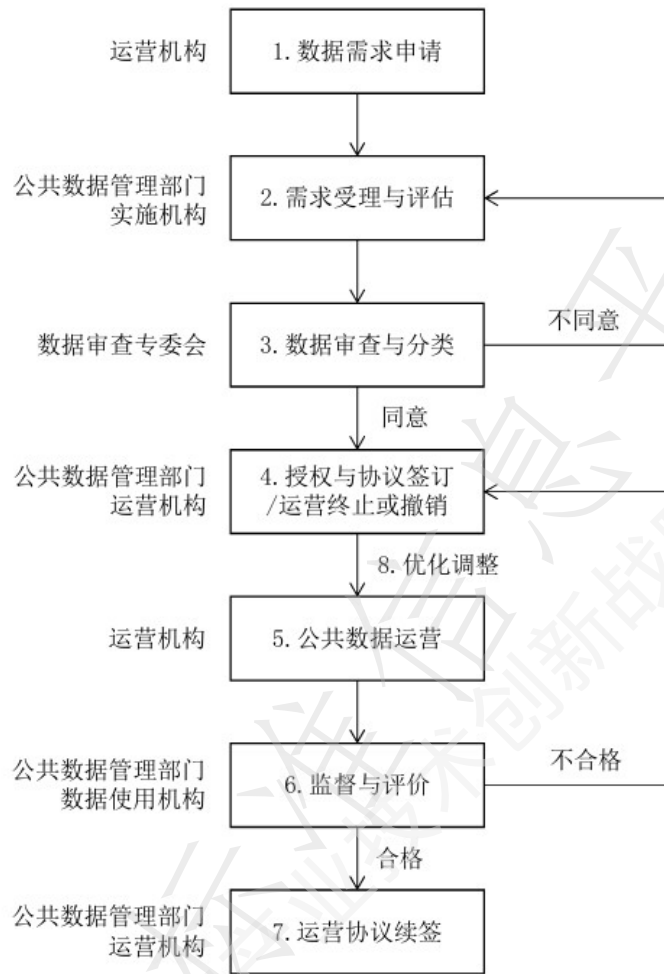 运营机构
1.数据需求申请
公共数据管理部门
实施机构
2.需求受理与评估
数据审查专委会
3.数据审查与分类
不同意
同意
公共数据管理部门
运营机构
4.授权与协议签订
/运营终止或撤销
8.优化调整
运营机构
5.公共数据运营
公共数据管理部门
数据使用机构
6.监督与评价
不合格
合格
公共数据管理部门
运营机构
7.运营协议续签